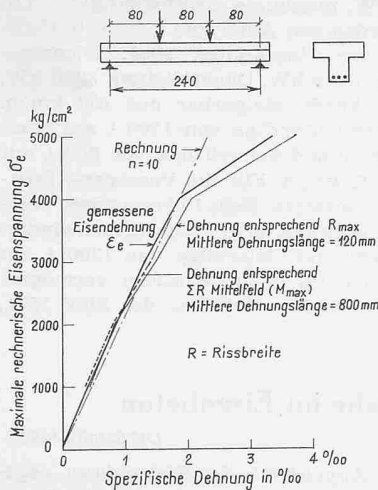 80 80 80
240
kg/cm²
5000
4000
3000
2000
1000
0
Maximale rechnerische Eisenspannung σe
Rechnung
n=10
gemessene
Eisendehnung
εe
Dehnung entsprechend Rmax
Mittlere Dehnungslänge = 120 mm
Dehnung entsprechend
ΣR Mittelfeld (Mmax)
Mittlere Dehnungslänge = 800 mm
R = Rissbreite
0 1 2 3 4 ‰
Spezifische Dehnung in ‰